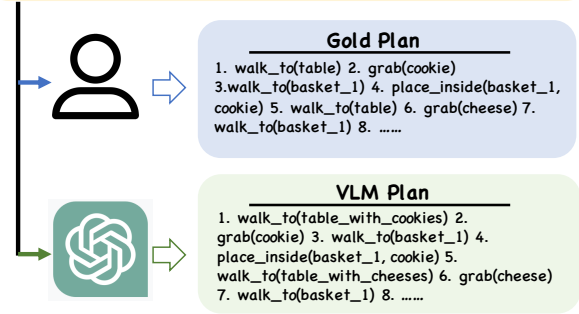 Gold Plan
1. walk_to(table) 2. grab(cookie)
3.walk_to(basket_1) 4. place_inside(basket_1,
cookie) 5. walk_to(table) 6. grab(cheese) 7.
walk_to(basket_1) 8. ......
VLM Plan
1. walk_to(table_with_cookies) 2.
grab(cookie) 3. walk_to(basket_1) 4.
place_inside(basket_1, cookie) 5.
walk_to(table_with_cheeses) 6. grab(cheese)
7. walk_to(basket_1) 8. ......